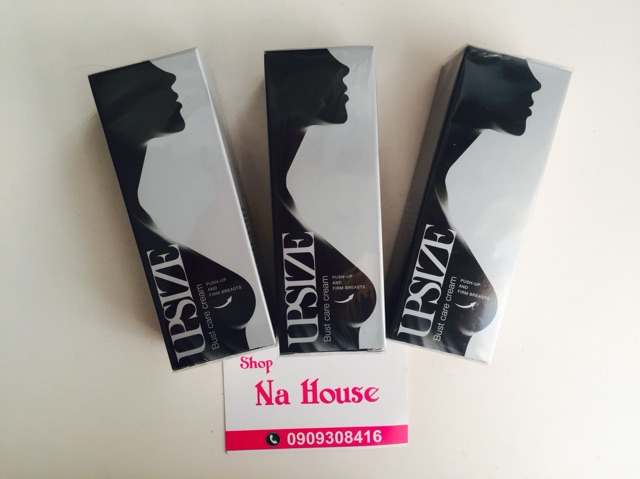 UPSIZE
Bust care cream
PUSH-UP
AND
FIRM BREASTS
UPSIZE
Bust care cream
PUSH-UP
AND
FIRM BREASTS
UPSIZE
Bust care cream
PUSH-UP
AND
FIRM BREASTS
Shop
Na House
0909308416